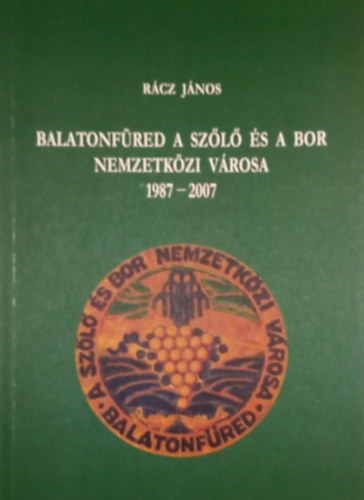 RÁCZ JÁNOS
BALATONFÜRED A SZŐLŐ ÉS A BOR
NEMZETKÖZI VÁROSA
1987–2007
A SZŐLŐ ÉS BOR NEMZETKÖZI VÁROSA
BALATONFÜRED